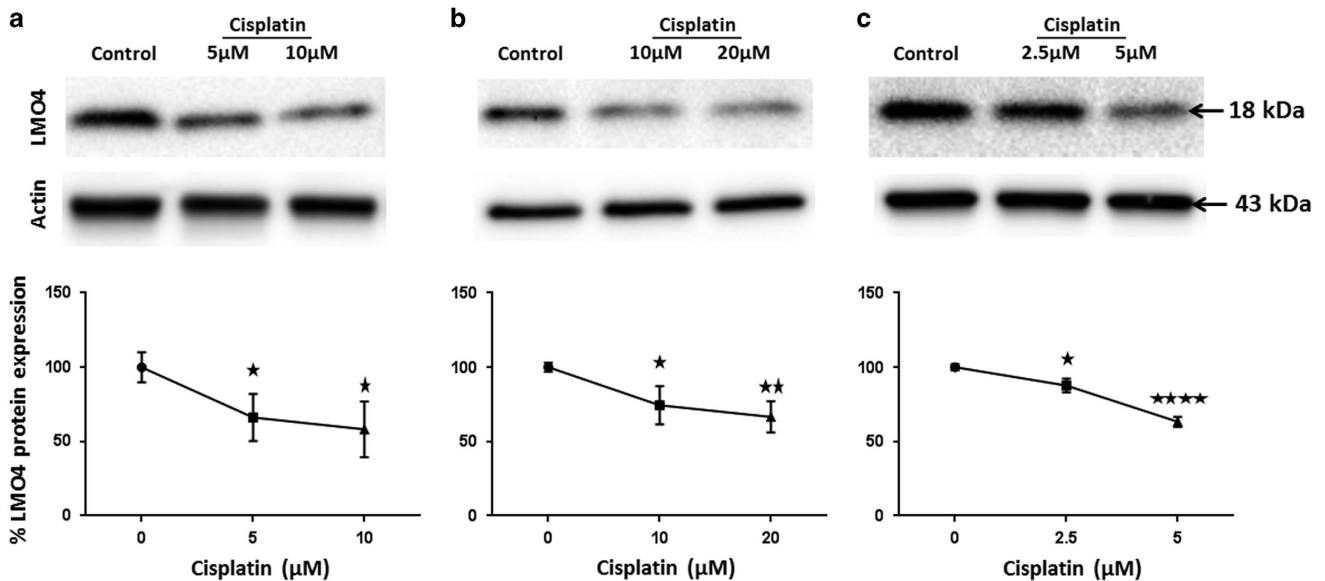 a
Cisplatin
Control 5µM 10µM
LMO4
Actin
b
Cisplatin
Control 10µM 20µM
c
Cisplatin
Control 2.5µM 5µM
18 kDa
43 kDa
% LMO4 protein expression
150
100
50
0
0 5 10
Cisplatin (µM)
150
100
50
0
0 10 20
Cisplatin (µM)
150
100
50
0
0 2.5 5
Cisplatin (µM)